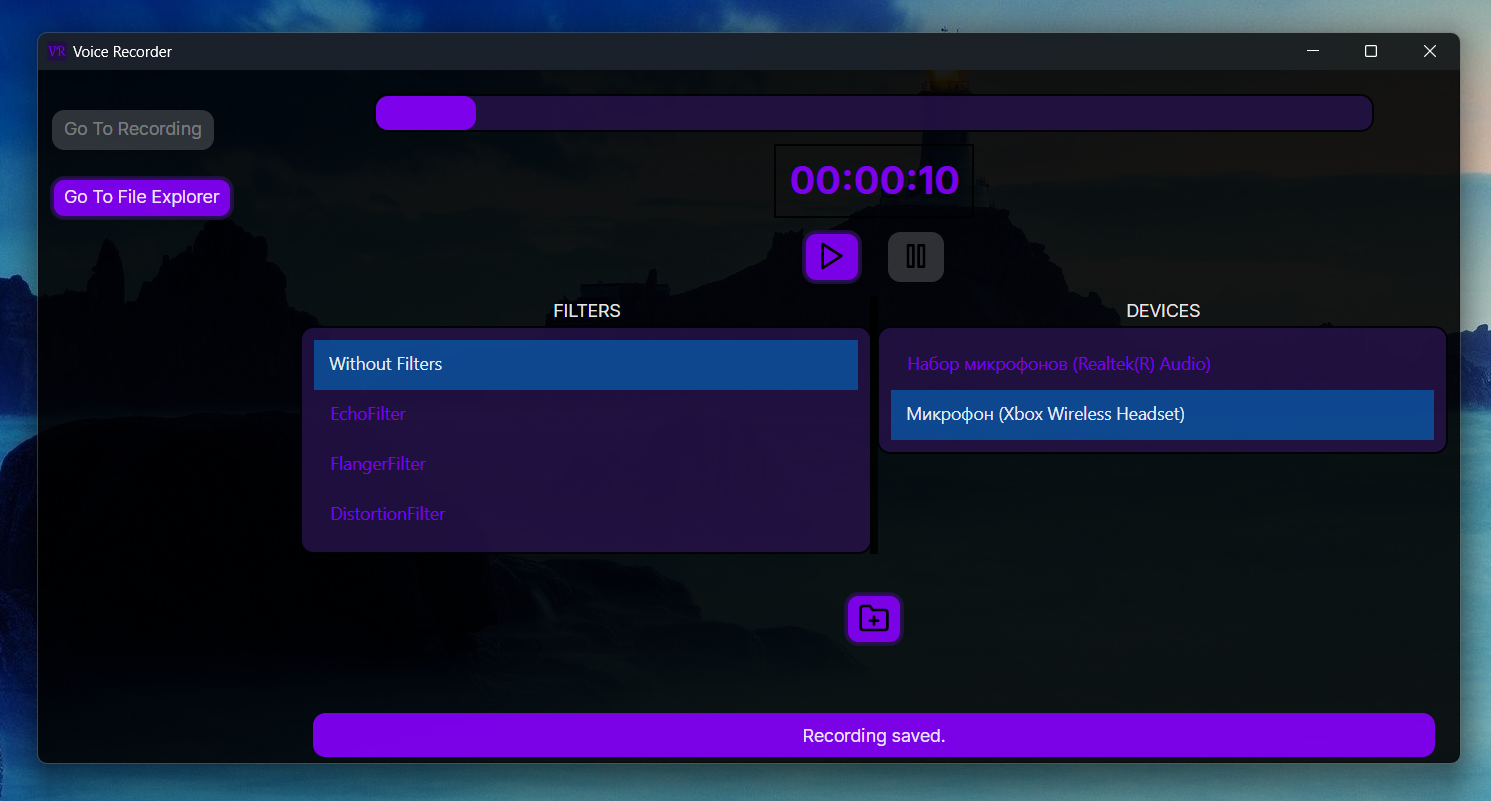 VR Voice Recorder
Go To Recording
Go To File Explorer
00:00:10
FILTERS
Without Filters
EchoFilter
FlangerFilter
DistortionFilter
DEVICES
Набор микрофонов (Realtek(R) Audio)
Микрофон (Xbox Wireless Headset)
Recording saved.